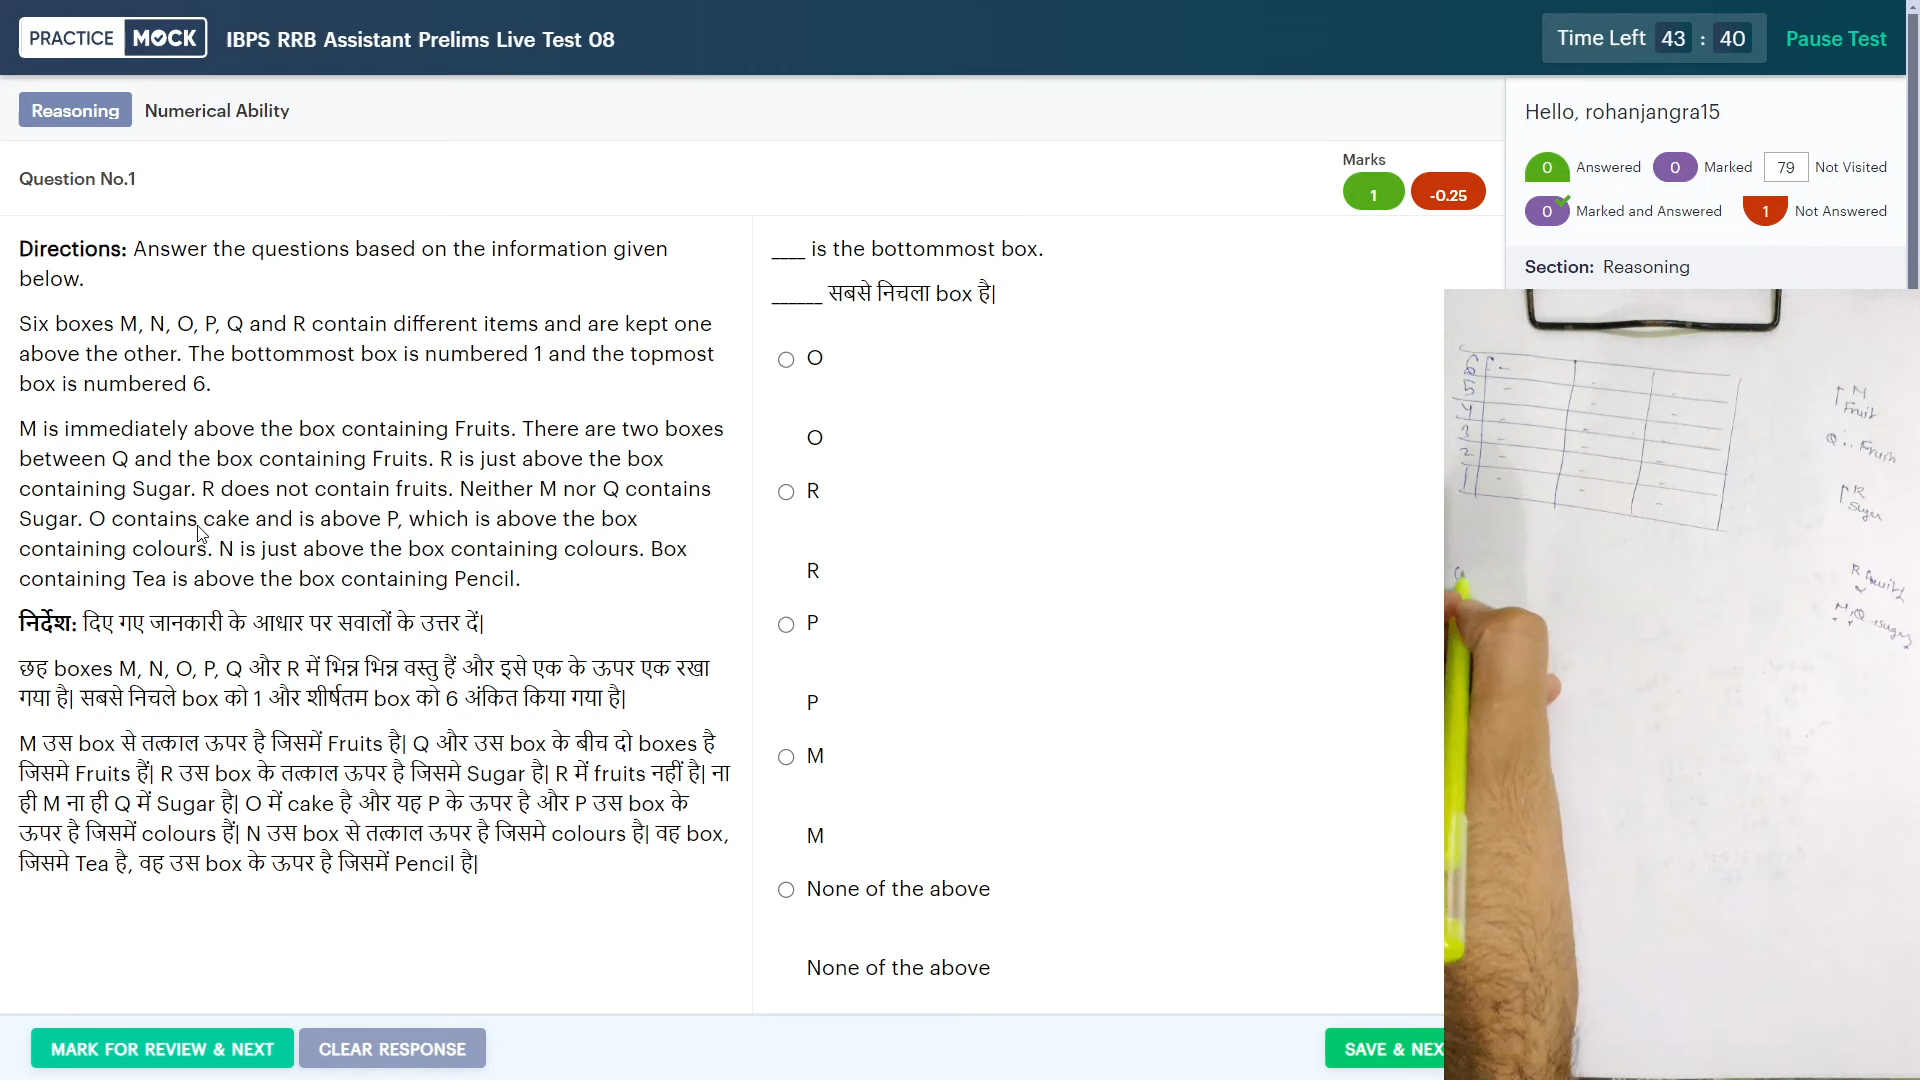 PRACTICE MOCK IBPS RRB Assistant Prelims Live Test 08
Time Left 43 : 40 Pause Test
Reasoning Numerical Ability
Hello, rohanjangra15
Question No.1
Marks
1 -0.25
0 Answered 0 Marked 79 Not Visited
0 Marked and Answered 1 Not Answered
Section: Reasoning
Directions: Answer the questions based on the information given
below.
Six boxes M, N, O, P, Q and R contain different items and are kept one
above the other. The bottommost box is numbered 1 and the topmost
box is numbered 6.
M is immediately above the box containing Fruits. There are two boxes
between Q and the box containing Fruits. R is just above the box
containing Sugar. R does not contain fruits. Neither M nor Q contains
Sugar. O contains cake and is above P, which is above the box
containing colours. N is just above the box containing colours. Box
containing Tea is above the box containing Pencil.
निर्देश: दिए गए जानकारी के आधार पर सवालों के उत्तर दें|
छह boxes M, N, O, P, Q और R में भिन्न भिन्न वस्तु हैं और इसे एक के ऊपर एक रखा
गया है| सबसे निचले box को 1 और शीर्षतम box को 6 अंकित किया गया है|
M उस box से तत्काल ऊपर है जिसमें Fruits है| Q और उस box के बीच दो boxes है
जिसमे Fruits हैं| R उस box के तत्काल ऊपर है जिसमे Sugar है| R में fruits नहीं है| ना
ही M ना ही Q में Sugar है| O में cake है और यह P के ऊपर है और P उस box के
ऊपर है जिसमें colours हैं| N उस box से तत्काल ऊपर है जिसमे colours है| वह box,
जिसमे Tea है, वह उस box के ऊपर है जिसमें Pencil है|
____ is the bottommost box.
______ सबसे निचला box है|
O
O
R
R
P
P
M
M
None of the above
None of the above
MARK FOR REVIEW & NEXT CLEAR RESPONSE SAVE & NEX
6
5
4
3
2
1
M
Fruit
Q : Fruit
R
Sugar
R Fruit
M, Q Sugar